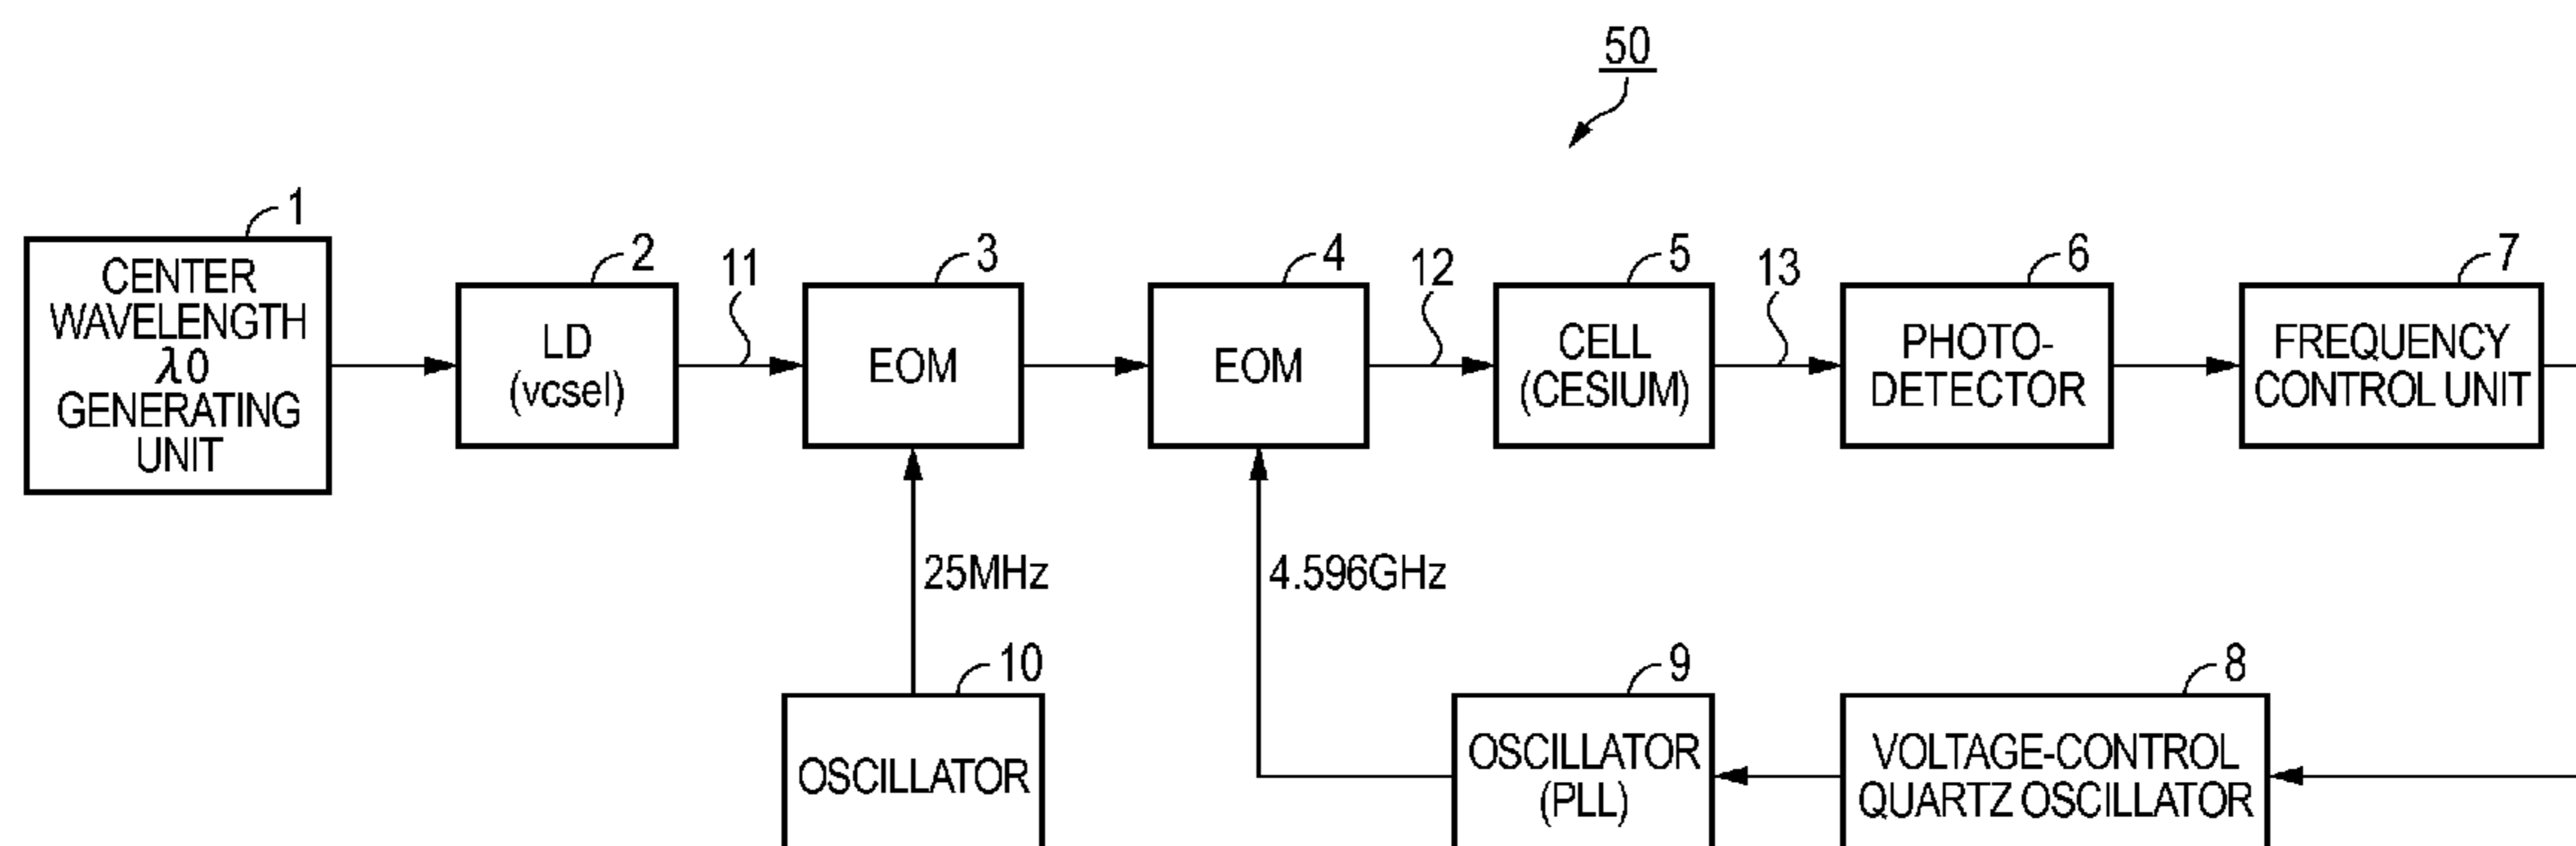 50
1
CENTER
WAVELENGTH
λ0
GENERATING
UNIT
2
LD
(vcsel)
11
3
EOM
4
EOM
12
5
CELL
(CESIUM)
13
6
PHOTO-
DETECTOR
7
FREQUENCY
CONTROL UNIT
25MHz
4.596GHz
10
OSCILLATOR
9
OSCILLATOR
(PLL)
8
VOLTAGE-CONTROL
QUARTZ OSCILLATOR